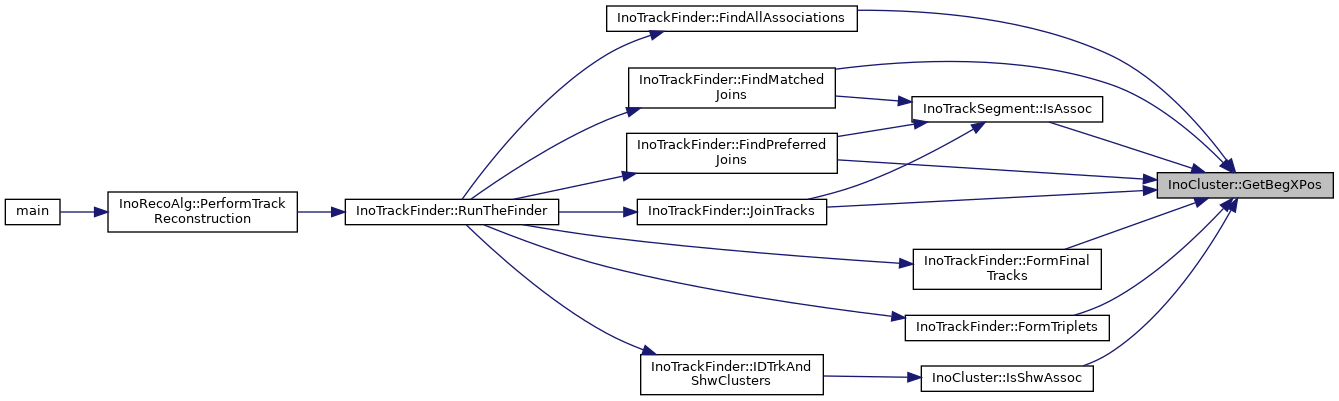 InoTrackFinder::FindAllAssociations
InoTrackFinder::FindMatched
Joins
InoTrackSegment::IsAssoc
InoTrackFinder::FindPreferred
Joins
InoCluster::GetBegXPos
main
InoRecoAlg::PerformTrack
Reconstruction
InoTrackFinder::RunTheFinder
InoTrackFinder::JoinTracks
InoTrackFinder::FormFinal
Tracks
InoTrackFinder::FormTriplets
InoTrackFinder::IDTrkAnd
ShwClusters
InoCluster::IsShwAssoc